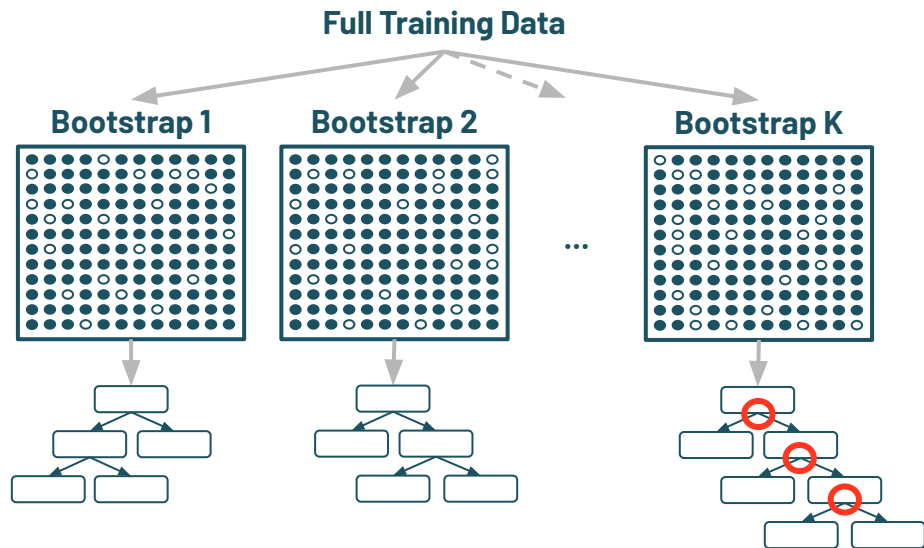 Full Training Data
Bootstrap 1
Bootstrap 2
Bootstrap K
...